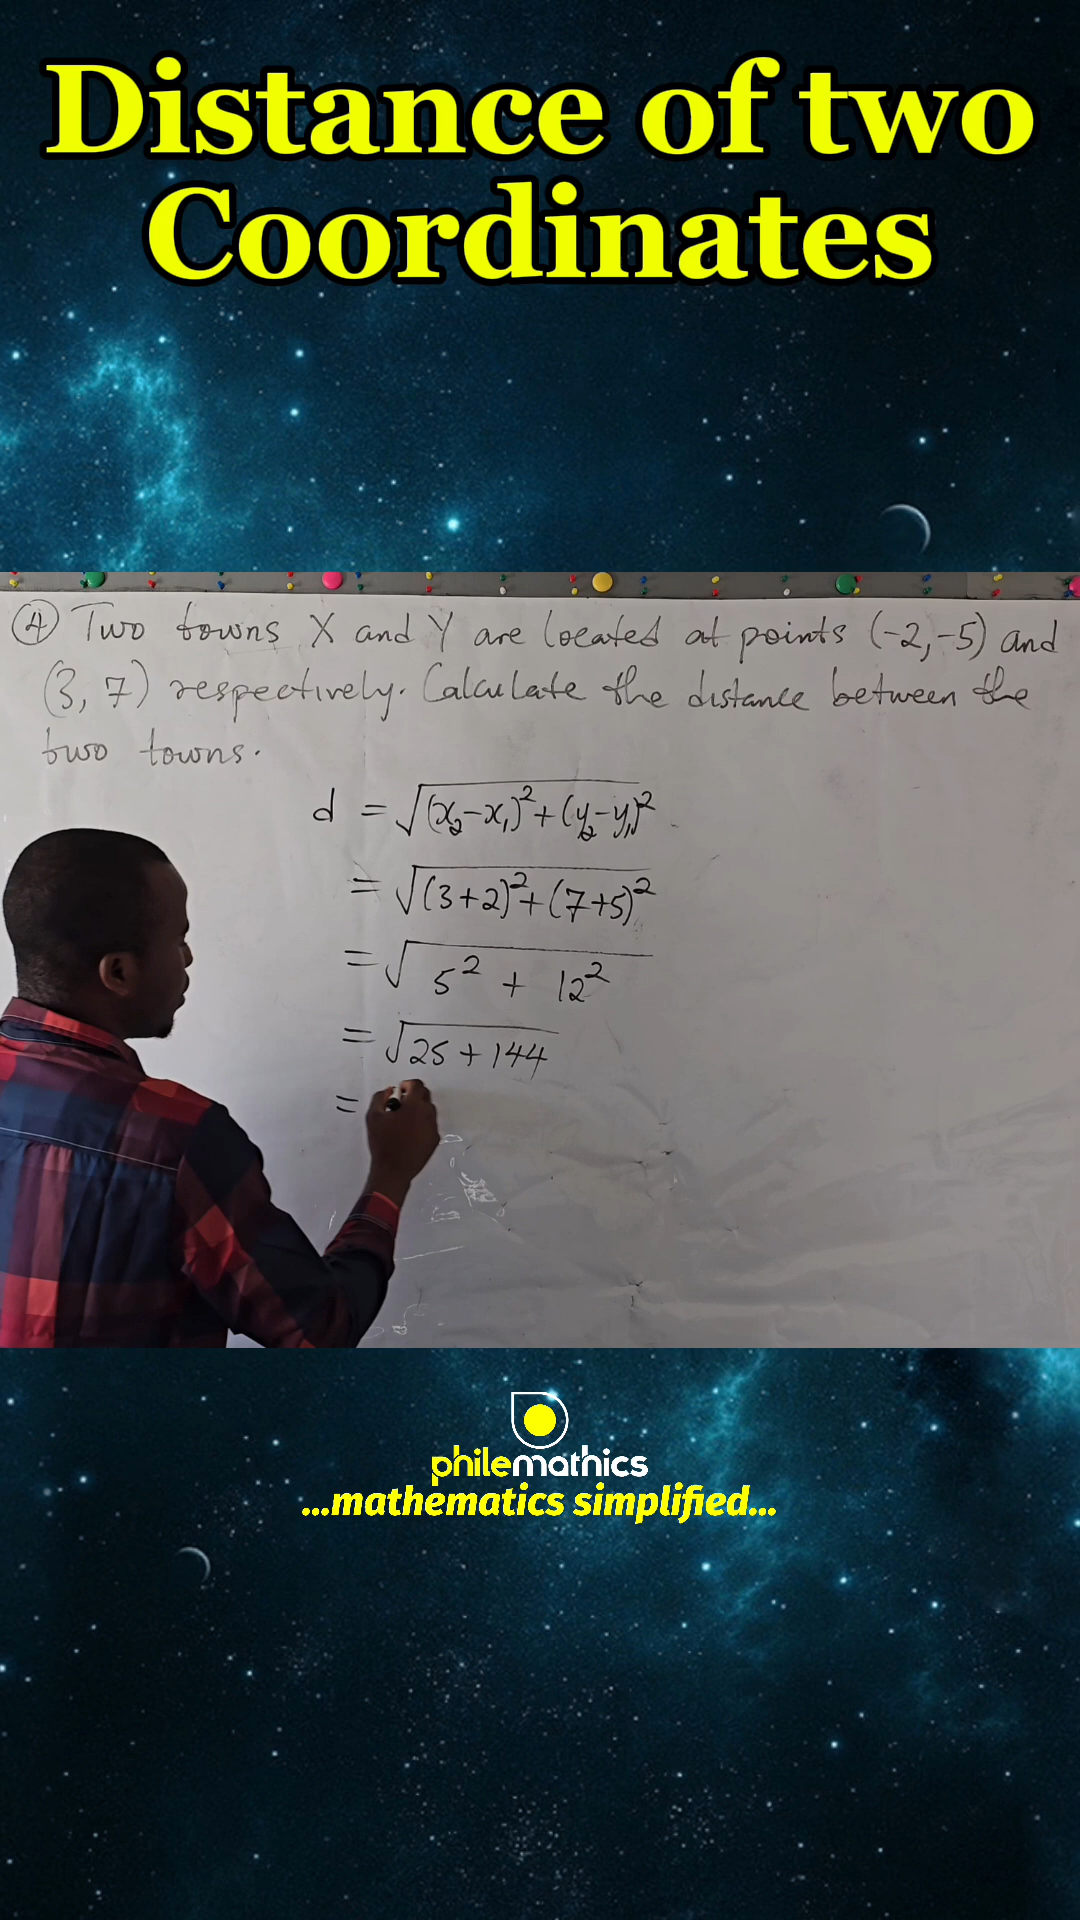 Distance of two
Coordinates
④ Two towns X and Y are located at points (-2,-5) and
(3, 7) respectively. Calculate the distance between the
two towns.
d = √(x₂-x₁)²+(y₂-y₁)²
= √(3+2)²+(7+5)²
= √5² + 12²
= √25+144
=
philemathics
...mathematics simplified...